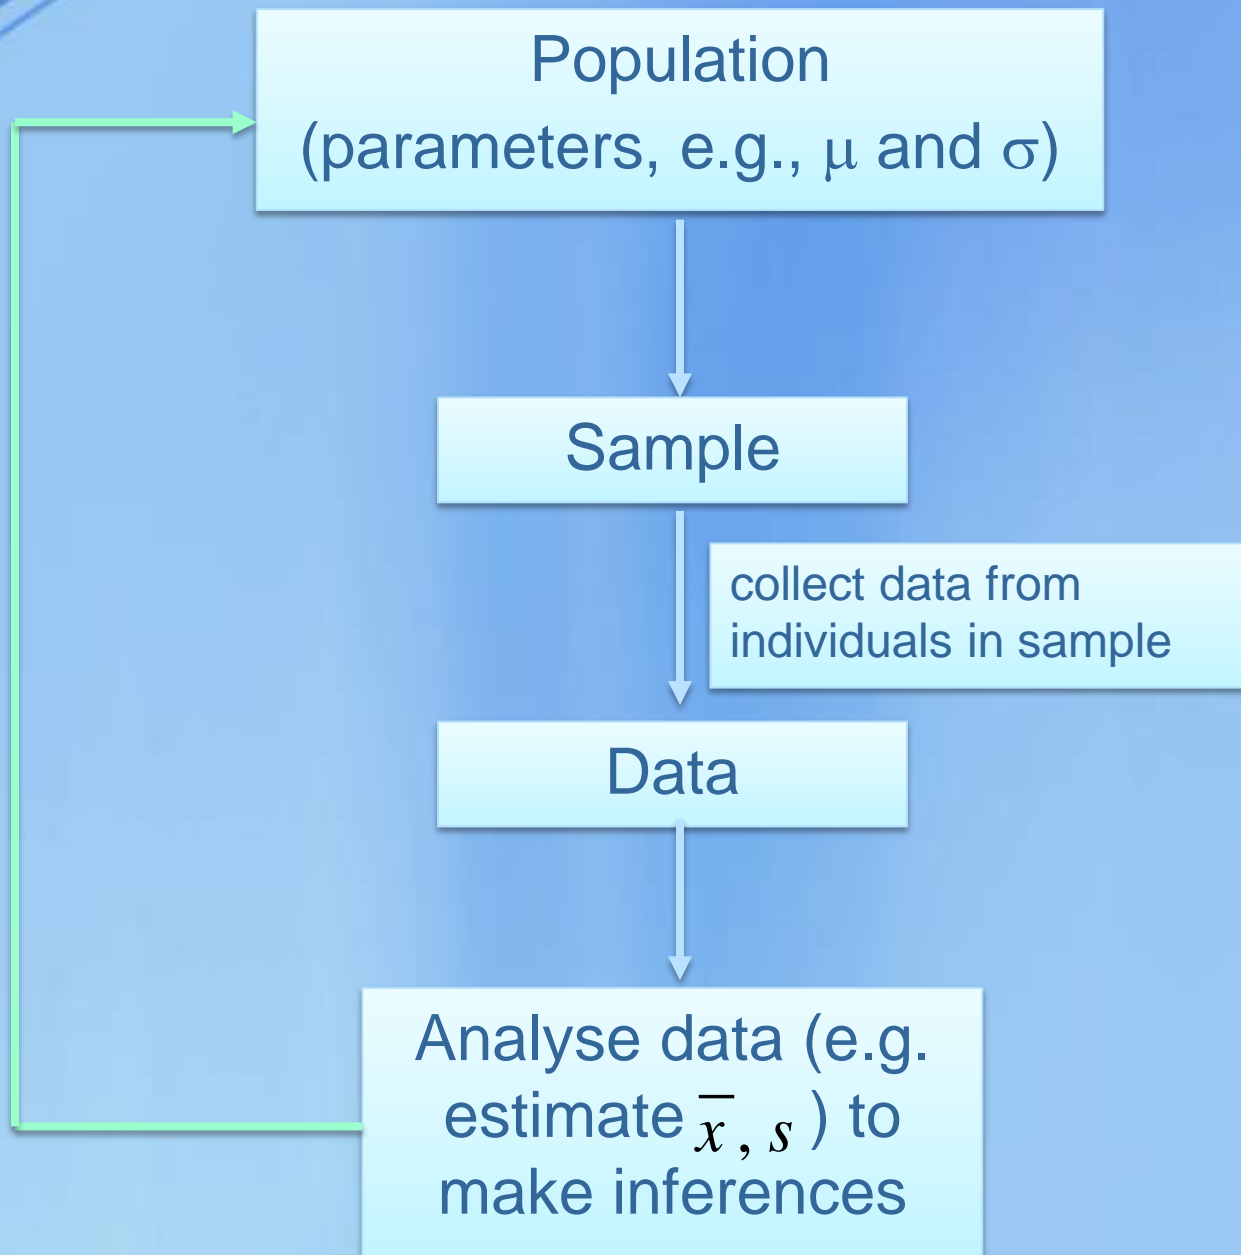 Population
(parameters, e.g., μ and σ)
Sample
collect data from
individuals in sample
Data
Analyse data (e.g.
estimate x̅, s ) to
make inferences